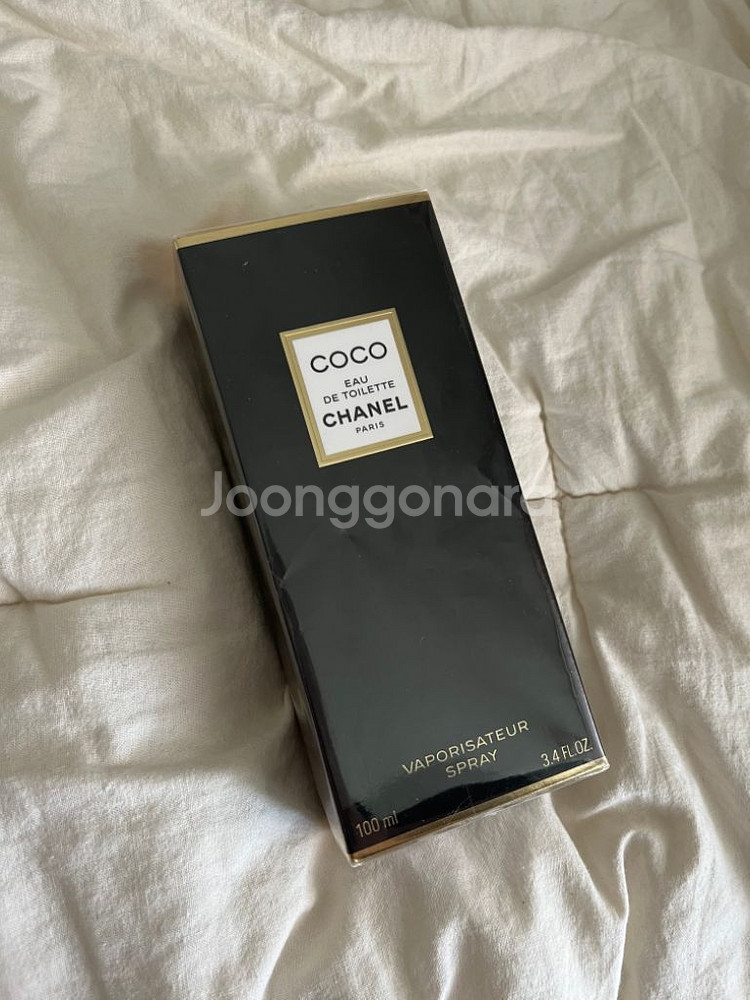 COCO
EAU
DE TOILETTE
CHANEL
PARIS
Joonggonara
VAPORISATEUR
SPRAY
3.4 FL.OZ.
100 ml